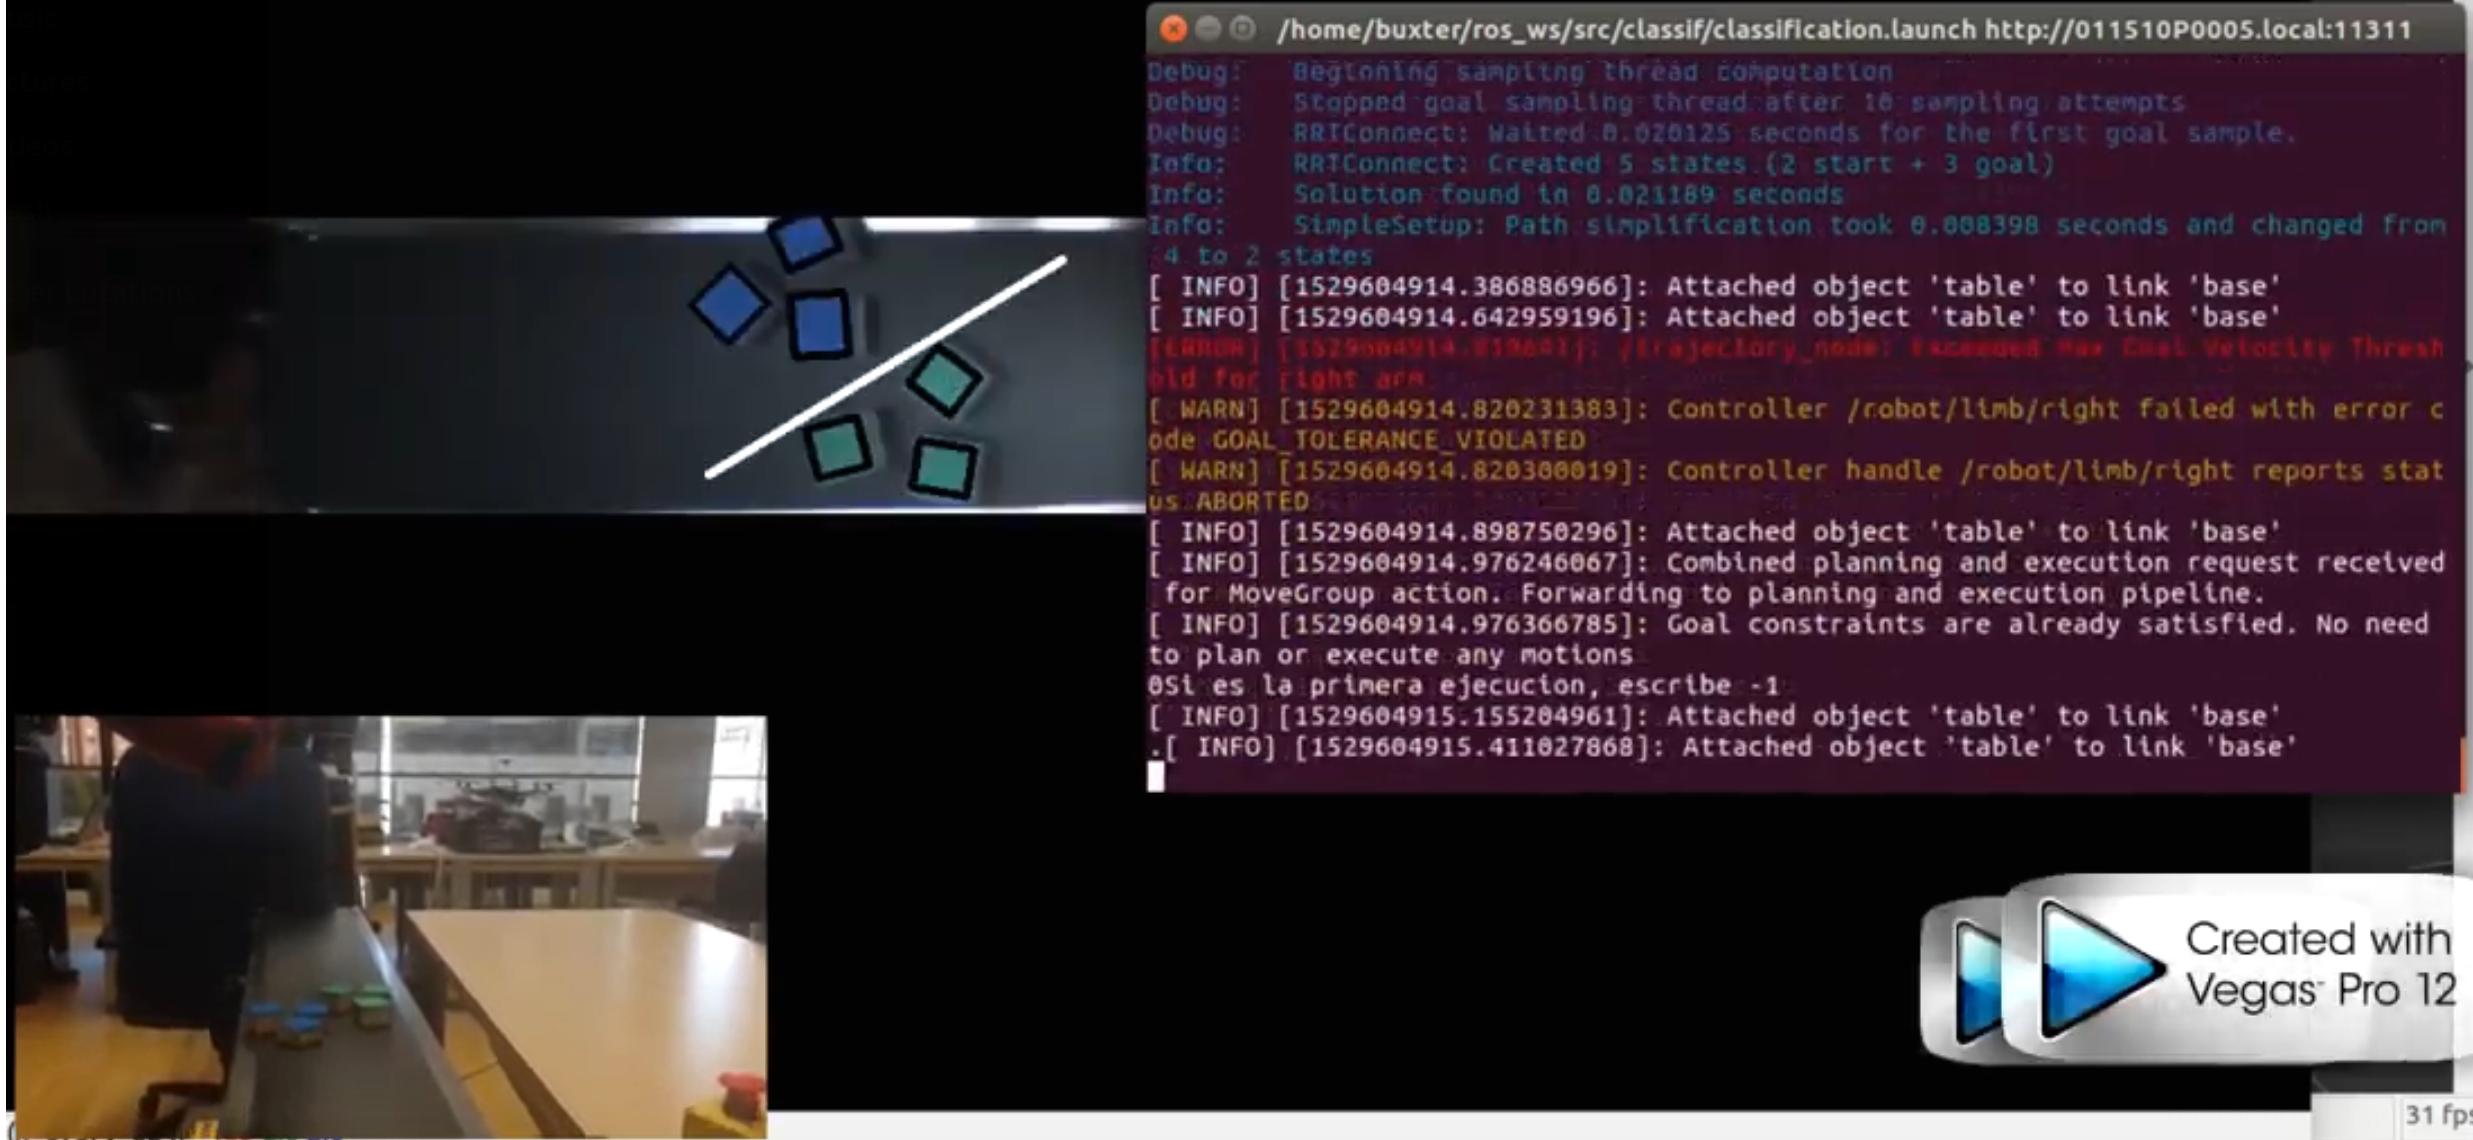 /home/buxter/ros_ws/src/classif/classification.launch http://011510P0005.local:11311
Debug: Beginning sampling thread computation
Debug: Stopped goal sampling thread after 10 sampling attempts
Debug: RRTConnect: Waited 0.020125 seconds for the first goal sample.
Info: RRTConnect: Created 5 states (2 start + 3 goal)
Info: Solution found in 0.021189 seconds
Info: SimpleSetup: Path simplification took 0.008398 seconds and changed from
4 to 2 states
[ INFO] [1529604914.386886966]: Attached object 'table' to link 'base'
[ INFO] [1529604914.642959196]: Attached object 'table' to link 'base'
[ERROR] /trajectory_node: Exceeded Max Goal Velocity Thresh
old for right arm
[ WARN] [1529604914.820231383]: Controller /robot/limb/right failed with error c
ode GOAL_TOLERANCE_VIOLATED
[ WARN] [1529604914.820300019]: Controller handle /robot/limb/right reports stat
us ABORTED
[ INFO] [1529604914.898750296]: Attached object 'table' to link 'base'
[ INFO] [1529604914.976246067]: Combined planning and execution request received
for MoveGroup action. Forwarding to planning and execution pipeline.
[ INFO] [1529604914.976366785]: Goal constraints are already satisfied. No need
to plan or execute any motions
0Si es la primera ejecucion, escribe -1
[ INFO] [1529604915.155204961]: Attached object 'table' to link 'base'
.[ INFO] [1529604915.411027868]: Attached object 'table' to link 'base'
Created with
Vegas™ Pro 12
31 fps